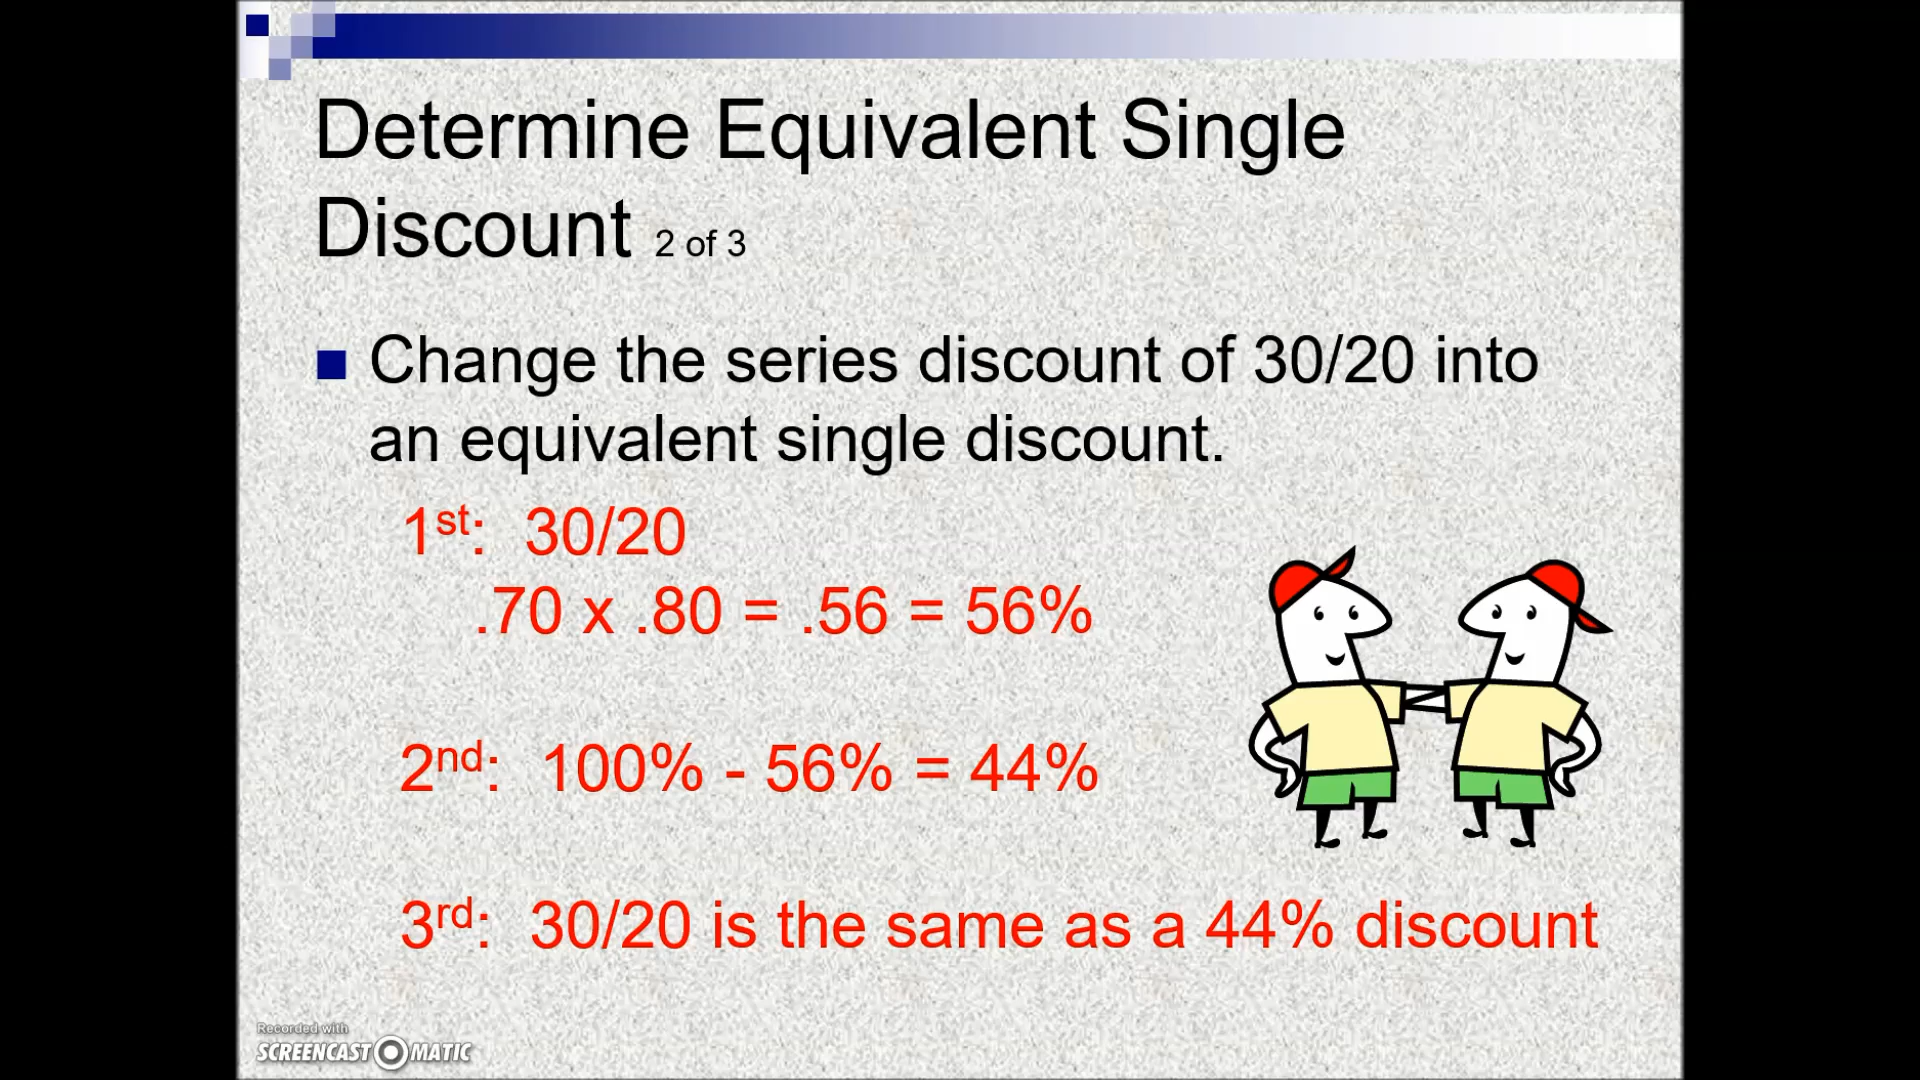 Determine Equivalent Single
Discount 2 of 3
Change the series discount of 30/20 into
an equivalent single discount.
1st: 30/20
.70 x .80 = .56 = 56%
2nd: 100% - 56% = 44%
3rd: 30/20 is the same as a 44% discount
Recorded with
SCREENCAST MATIC